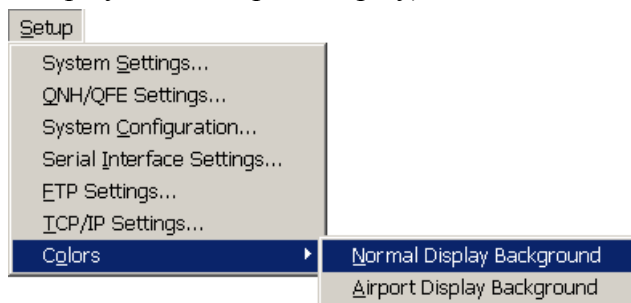 Setup
System Settings...
QNH/QFE Settings...
System Configuration...
Serial Interface Settings...
FTP Settings...
TCP/IP Settings...
Colors
Normal Display Background
Airport Display Background